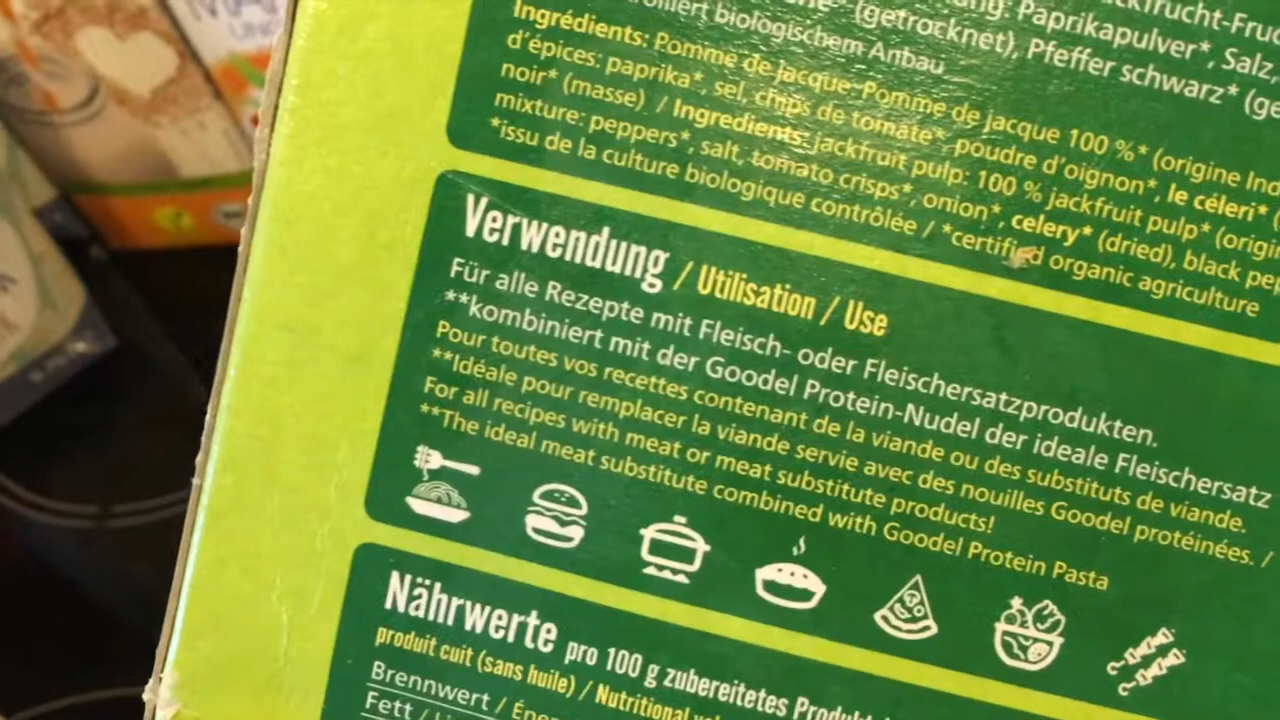 (getrocknet), Paprikapulver*, Salz,
biologischem Anbau
Pfeffer schwarz* (ge
Ingrédients: Pomme de jacque: Pomme de jacque 100 %* (origine Ind
d'épices: paprika*, sel, chips de tomate*, poudre d'oignon*, le céleri* (
noir* (masse) / Ingredients: jackfruit pulp: 100 % jackfruit pulp* (origi
mixture: peppers*, salt, tomato crisps*, onion*, celery* (dried), black pe
*issu de la culture biologique contrôlée / *certified organic agriculture
Verwendung / Utilisation / Use
Für alle Rezepte mit Fleisch- oder Fleischersatzprodukten.
**kombiniert mit der Goodel Protein-Nudel der ideale Fleischersatz
Pour toutes vos recettes contenant de la viande ou des substituts de viande.
**Idéale pour remplacer la viande servie avec des nouilles Goodel protéinées. /
For all recipes with meat or meat substitute products!
**The ideal meat substitute combined with Goodel Protein Pasta
Nährwerte pro 100 g zubereitetes Produkt
produit cuit (sans huile) / Nutritional
Brennwert / Éner
Fett /